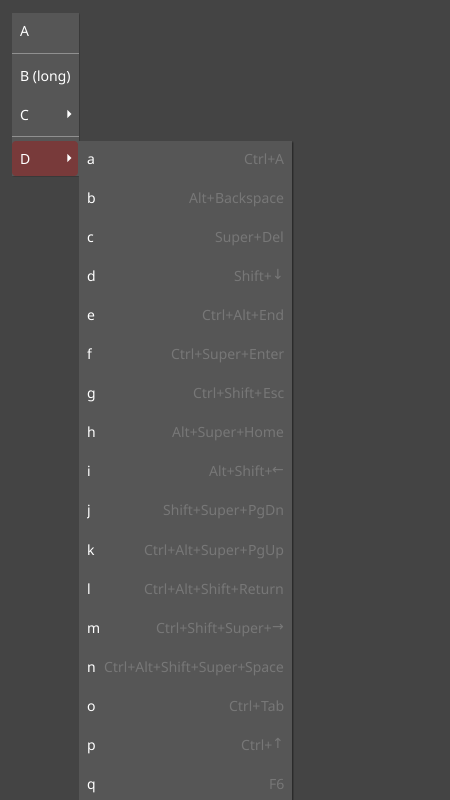 A
B (long)
C
D
a Ctrl+A
b Alt+Backspace
c Super+Del
d Shift+↓
e Ctrl+Alt+End
f Ctrl+Super+Enter
g Ctrl+Shift+Esc
h Alt+Super+Home
i Alt+Shift+←
j Shift+Super+PgDn
k Ctrl+Alt+Super+PgUp
l Ctrl+Alt+Shift+Return
m Ctrl+Shift+Super+→
n Ctrl+Alt+Shift+Super+Space
o Ctrl+Tab
p Ctrl+↑
q F6